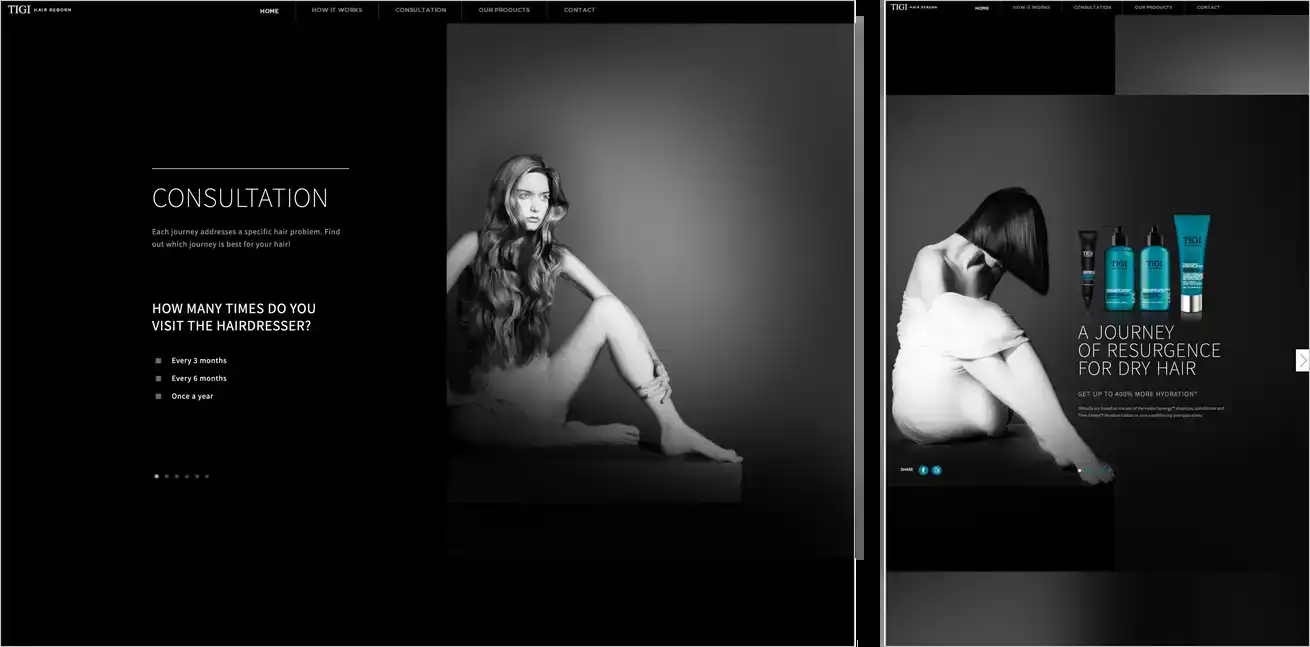 TIGI HAIR REBORN
HOME
HOW IT WORKS
CONSULTATION
OUR PRODUCTS
CONTACT
CONSULTATION
Each journey addresses a specific hair problem. Find
out which journey is best for your hair!
HOW MANY TIMES DO YOU
VISIT THE HAIRDRESSER?
Every 3 months
Every 6 months
Once a year
TIGI HAIR REBORN
HOME
HOW IT WORKS
CONSULTATION
OUR PRODUCTS
CONTACT
TIGI
TIGI
TIGI
TIGI
A JOURNEY
OF RESURGENCE
FOR DRY HAIR
GET UP TO 400% MORE HYDRATION*
SHARE